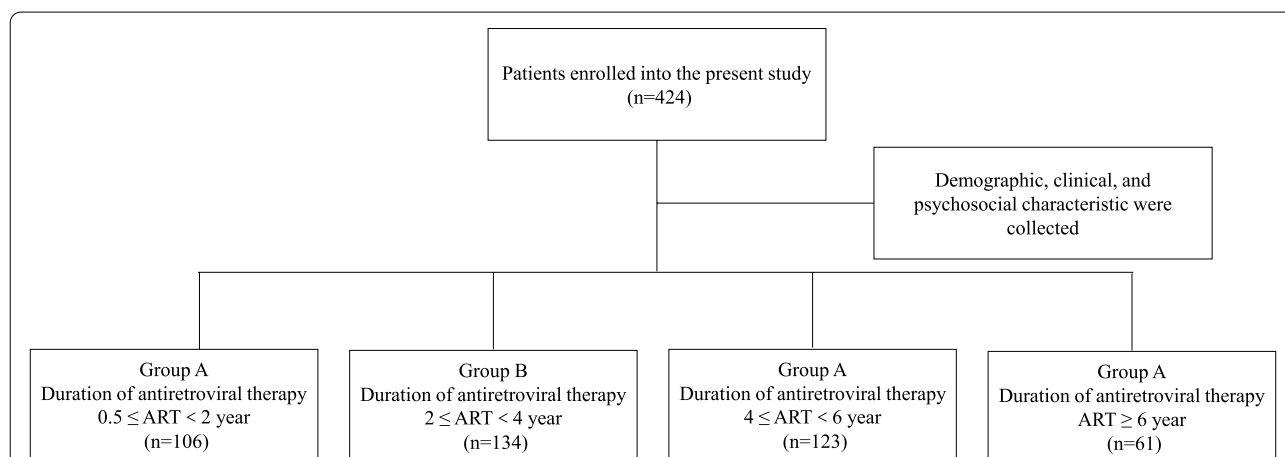 Patients enrolled into the present study
(n=424)
Demographic, clinical, and
psychosocial characteristic were
collected
Group A
Duration of antiretroviral therapy
0.5 ≤ ART < 2 year
(n=106)
Group B
Duration of antiretroviral therapy
2 ≤ ART < 4 year
(n=134)
Group A
Duration of antiretroviral therapy
4 ≤ ART < 6 year
(n=123)
Group A
Duration of antiretroviral therapy
ART ≥ 6 year
(n=61)